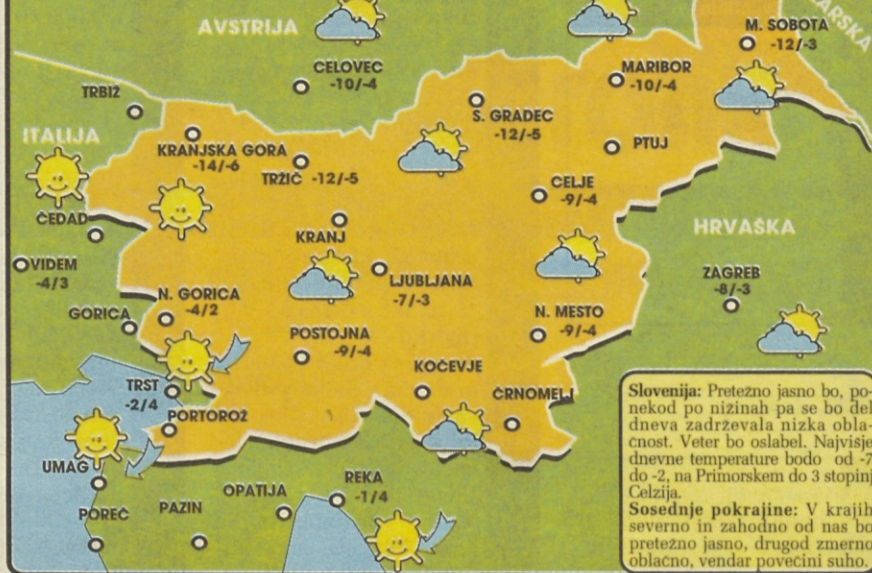 AVSTRIJA
M. SOBOTA
-12/-3
CELOVEC
-10/-4
MARIBOR
-10/-4
TRBIŽ
S. GRADEC
-12/-5
ITALIJA
KRANJSKA GORA
-14/-6
TRŽIČ -12/-5
PTUJ
CELJE
-9/-4
ČEDAD
KRANJ
HRVAŠKA
VIDEM
-4/3
LJUBLJANA
-7/-3
ZAGREB
-8/-3
N. GORICA
-4/2
GORICA
N. MESTO
-9/-4
POSTOJNA
-9/-4
KOČEVJE
TRST
-2/4
ČRNOMELJ
PORTOROŽ
UMAG
REKA
-1/4
OPATIJA
PAZIN
POREČ
Slovenija: Pretežno jasno bo, po-
nekod po nižinah pa se bo del
dneva zadrževala nizka obla-
čnost. Veter bo oslabel. Najvišje
dnevne temperature bodo od -7
do -2, na Primorskem do 3 stopinj
Celzija.
Sosednje pokrajine: V krajih
severno in zahodno od nas bo
pretežno jasno, drugod zmerno
oblačno, vendar povečini suho.